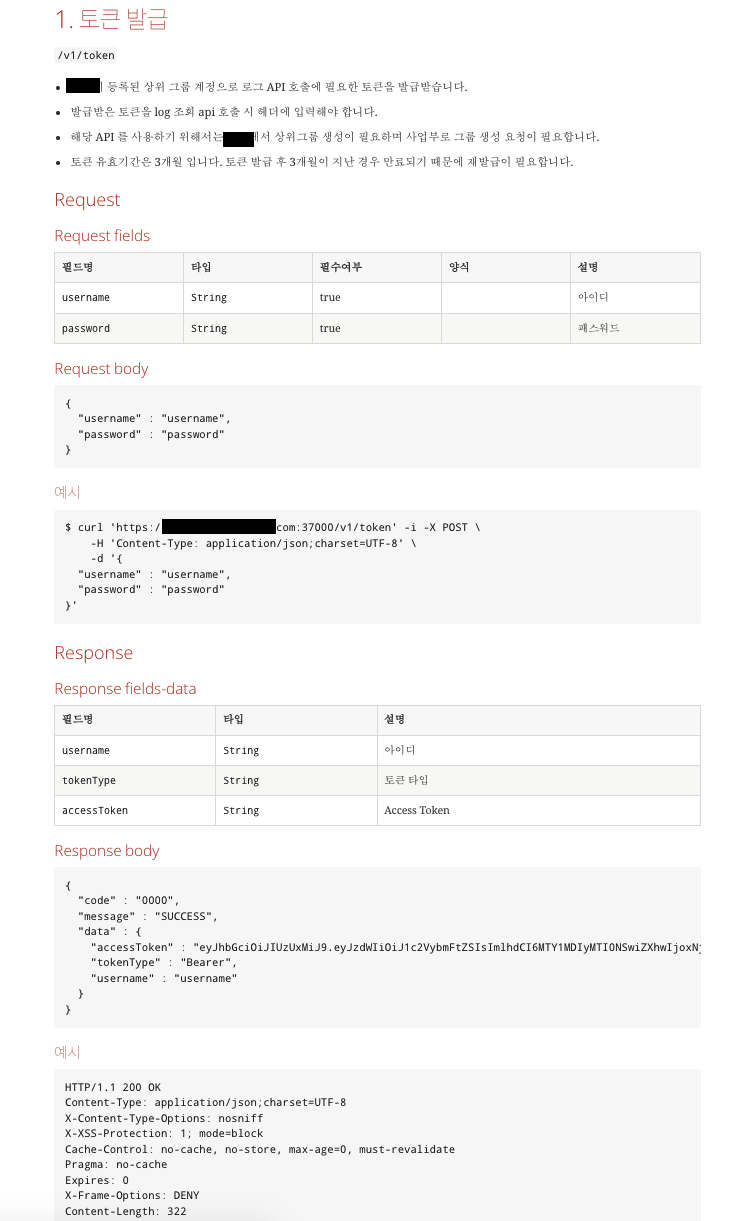 1. 토큰 발급
/v1/token
• 등록된 상위 그룹 계정으로 로그 API 호출에 필요한 토큰을 발급받습니다.
• 발급받은 토큰을 log 조회 api 호출 시 헤더에 입력해야 합니다.
• 해당 API 를 사용하기 위해서는 에서 상위그룹 생성이 필요하며 사업부로 그룹 생성 요청이 필요합니다.
• 토큰 유효기간은 3개월 입니다. 토큰 발급 후 3개월이 지난 경우 만료되기 때문에 재발급이 필요합니다.
Request
Request fields
필드명 타입 필수여부 양식 설명
username String true 아이디
password String true 패스워드
Request body
{
"username" : "username",
"password" : "password"
}
예시
$ curl 'https:/ com:37000/v1/token' -i -X POST \
-H 'Content-Type: application/json;charset=UTF-8' \
-d '{
"username" : "username",
"password" : "password"
}'
Response
Response fields-data
필드명 타입 설명
username String 아이디
tokenType String 토큰 타입
accessToken String Access Token
Response body
{
"code" : "0000",
"message" : "SUCCESS",
"data" : {
"accessToken" : "eyJhbGciOiJIUzUxMiJ9.eyJzdWIiOiJ1c2VybmFtZSIsImlhdCI6MTY1MDIyMTI0NSwiZXhwIjoxNj
"tokenType" : "Bearer",
"username" : "username"
}
}
예시
HTTP/1.1 200 OK
Content-Type: application/json;charset=UTF-8
X-Content-Type-Options: nosniff
X-XSS-Protection: 1; mode=block
Cache-Control: no-cache, no-store, max-age=0, must-revalidate
Pragma: no-cache
Expires: 0
X-Frame-Options: DENY
Content-Length: 322